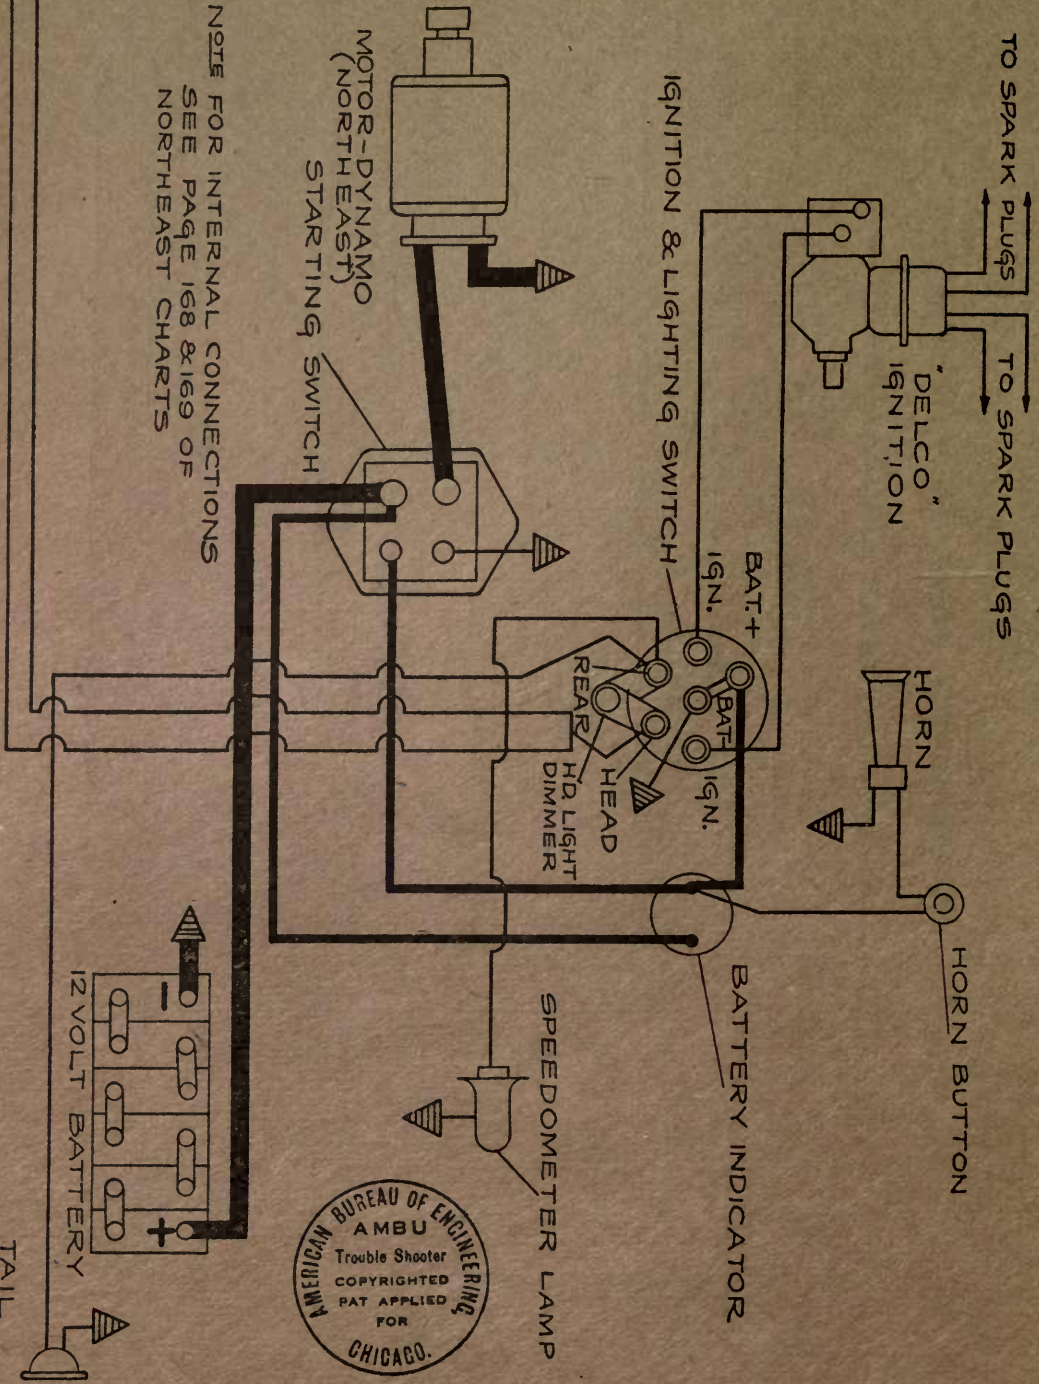 TO SPARK PLUGS
TO SPARK PLUGS
"DELCO"
IGNITION
HORN
HORN BUTTON
IGNITION & LIGHTING SWITCH
BAT.+
IGN.
BAT-
IGN.
REAR
HEAD
HD. LIGHT
DIMMER
BATTERY INDICATOR
MOTOR-DYNAMO
(NORTHEAST)
STARTING SWITCH
SPEEDOMETER LAMP
NOTE FOR INTERNAL CONNECTIONS
SEE PAGE 168 & 169 OF
NORTHEAST CHARTS
12 VOLT BATTERY
-
+
AMERICAN BUREAU OF ENGINEERING,
AMBU
Trouble Shooter
COPYRIGHTED
PAT APPLIED
FOR
CHICAGO.
TAIL